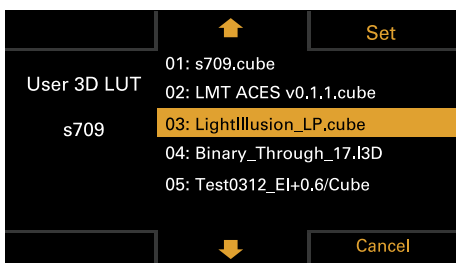 Set
User 3D LUT
s709
01: s709.cube
02: LMT ACES v0.1.1.cube
03: LightIllusion_LP.cube
04: Binary_Through_17.l3D
05: Test0312_EI+0.6/Cube
Cancel